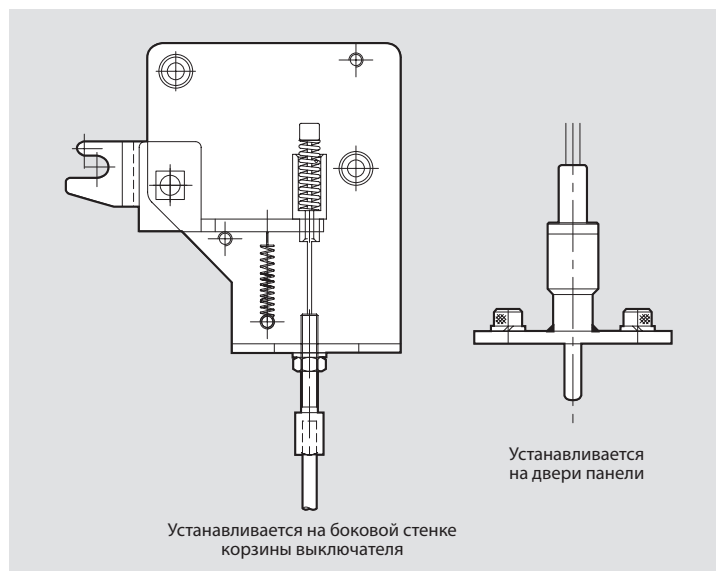 Устанавливается
на двери панели
Устанавливается на боковой стенке
корзины выключателя